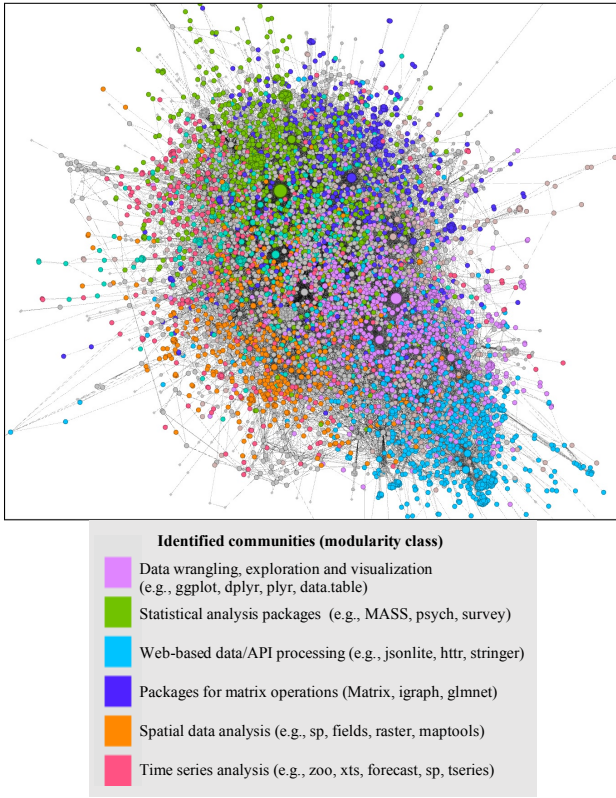 Identified communities (modularity class)
Data wrangling, exploration and visualization
(e.g., ggplot, dplyr, plyr, data.table)
Statistical analysis packages (e.g., MASS, psych, survey)
Web-based data/API processing (e.g., jsonlite, httr, stringer)
Packages for matrix operations (Matrix, igraph, glmnet)
Spatial data analysis (e.g., sp, fields, raster, maptools)
Time series analysis (e.g., zoo, xts, forecast, sp, tseries)